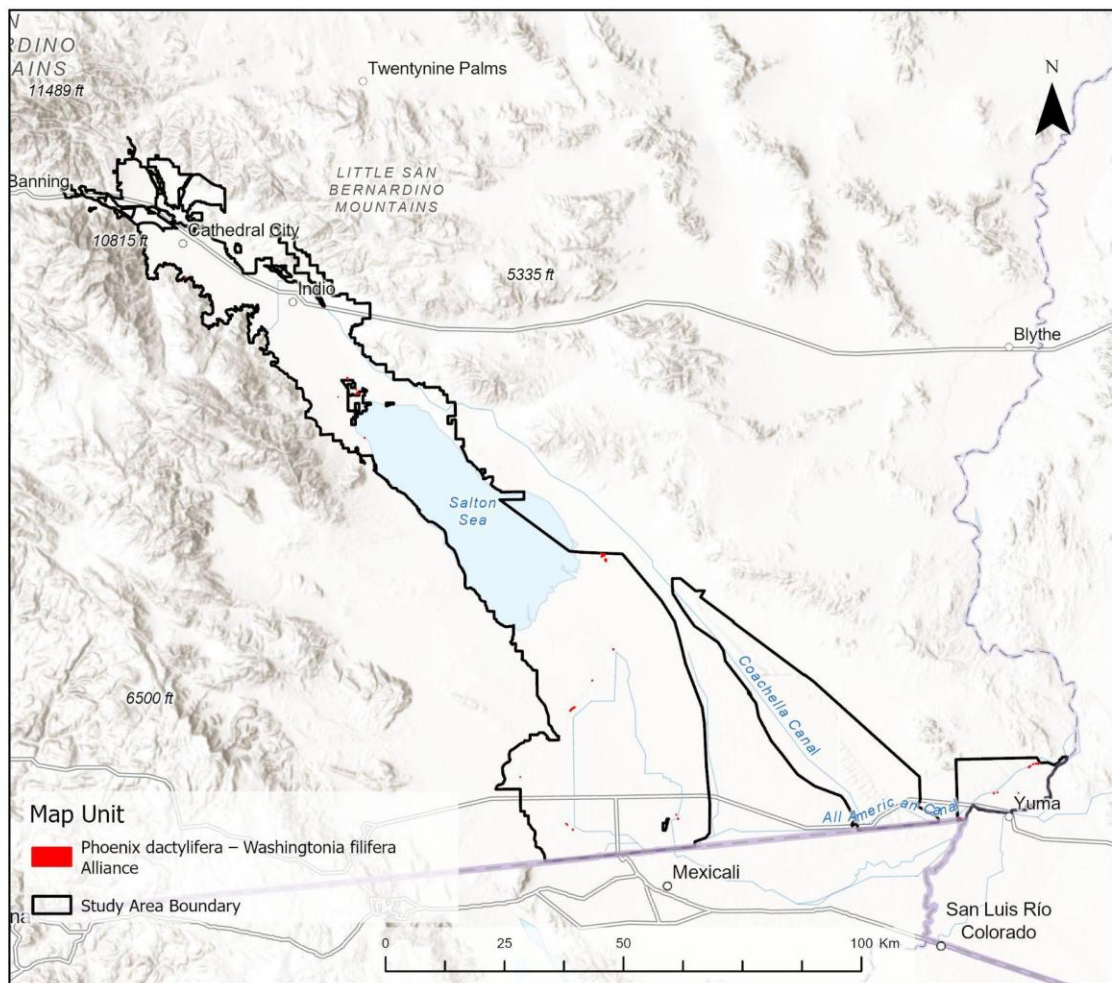 RDINO
AINS
11489 ft
Twentynine Palms
N
Banning
LITTLE SAN
BERNARDINO
MOUNTAINS
10815 ft
Cathedral City
5335 ft
Indio
Blythe
Salton
Sea
6500 ft
Coachella Canal
All American Canal
Yuma
Map Unit
Phoenix dactylifera – Washingtonia filifera
Alliance
Study Area Boundary
Mexicali
San Luis Río
Colorado
0 25 50 100 Km